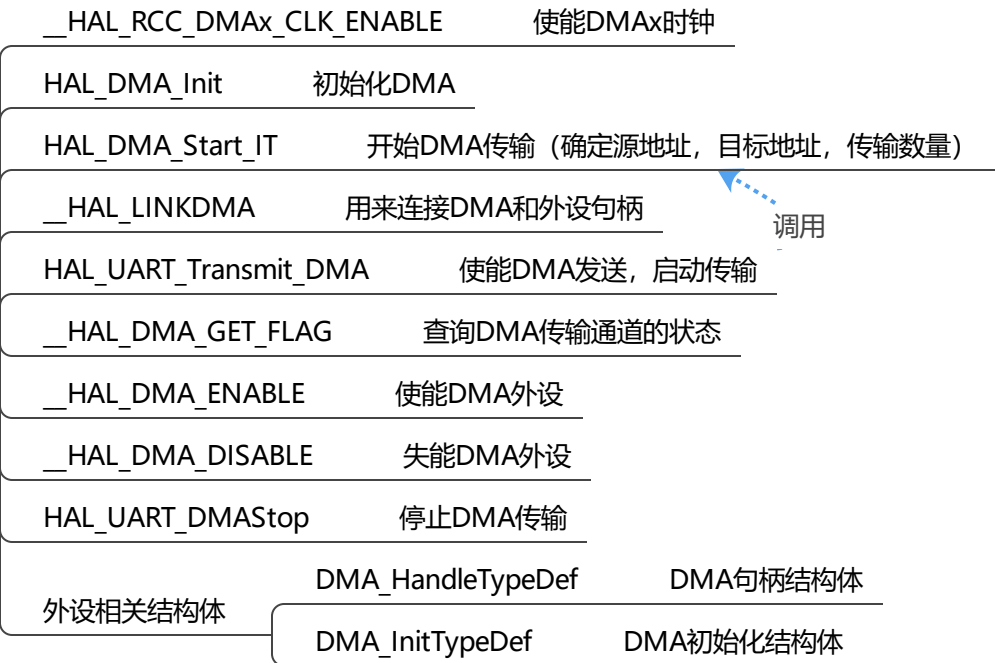 __HAL_RCC_DMAx_CLK_ENABLE 使能DMAx时钟
HAL_DMA_Init 初始化DMA
HAL_DMA_Start_IT 开始DMA传输（确定源地址，目标地址，传输数量）
__HAL_LINKDMA 用来连接DMA和外设句柄
调用
HAL_UART_Transmit_DMA 使能DMA发送，启动传输
__HAL_DMA_GET_FLAG 查询DMA传输通道的状态
__HAL_DMA_ENABLE 使能DMA外设
__HAL_DMA_DISABLE 失能DMA外设
HAL_UART_DMAStop 停止DMA传输
外设相关结构体
DMA_HandleTypeDef DMA句柄结构体
DMA_InitTypeDef DMA初始化结构体